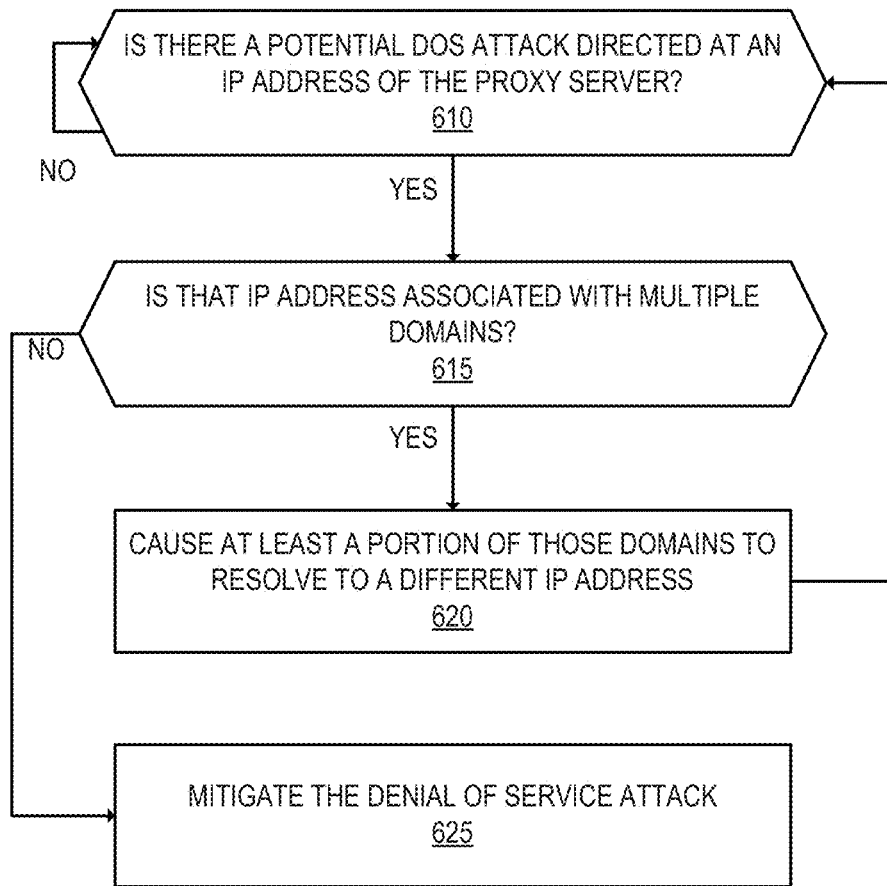 IS THERE A POTENTIAL DOS ATTACK DIRECTED AT AN
IP ADDRESS OF THE PROXY SERVER?
610
NO
YES
IS THAT IP ADDRESS ASSOCIATED WITH MULTIPLE
DOMAINS?
615
NO
YES
CAUSE AT LEAST A PORTION OF THOSE DOMAINS TO
RESOLVE TO A DIFFERENT IP ADDRESS
620
MITIGATE THE DENIAL OF SERVICE ATTACK
625